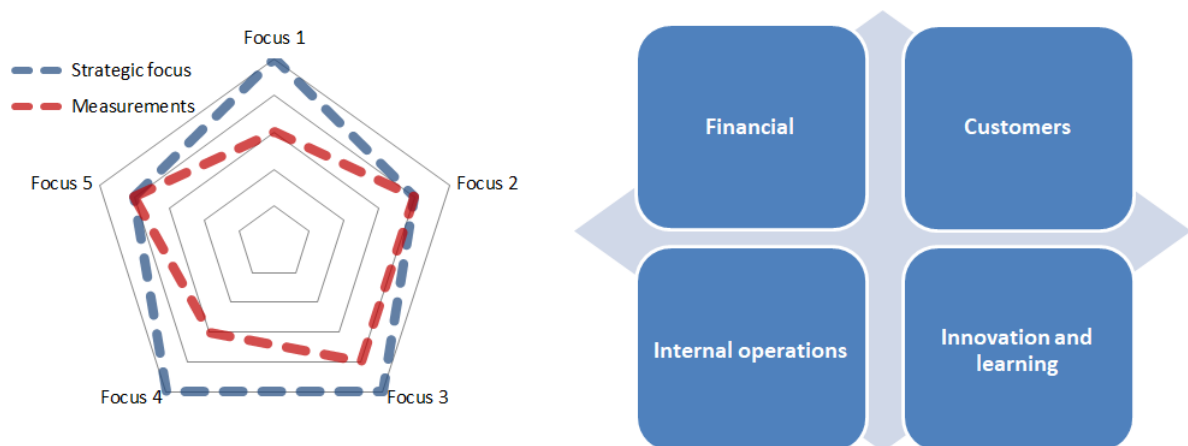 Focus 1
Strategic focus
Measurements
Focus 5
Focus 2
Focus 4
Focus 3
Financial
Customers
Internal operations
Innovation and
learning